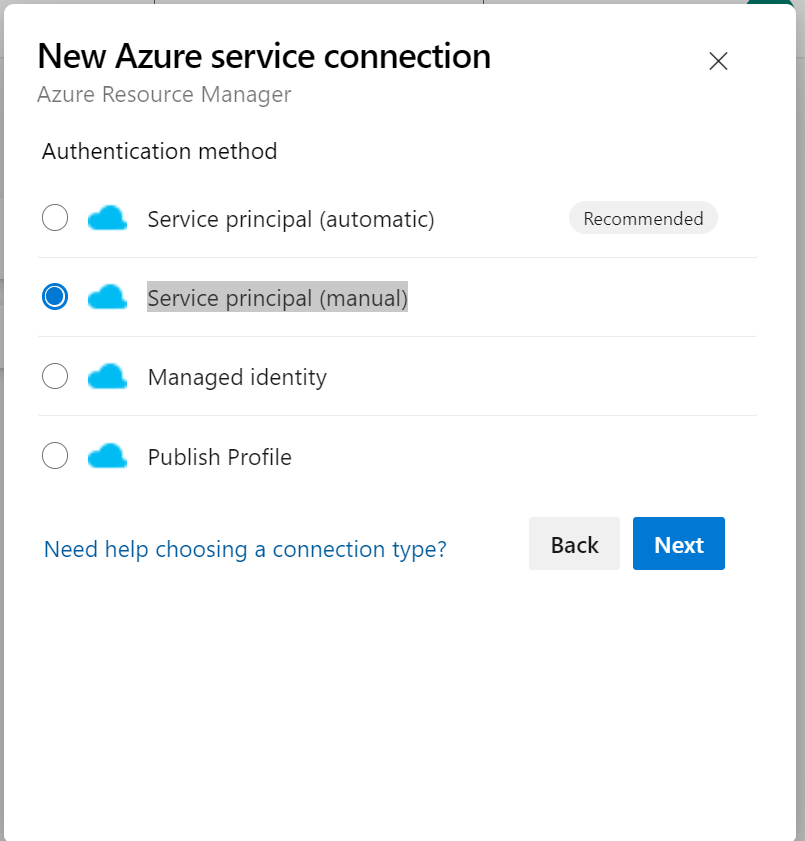 New Azure service connection
Azure Resource Manager
Authentication method
Service principal (automatic) Recommended
Service principal (manual)
Managed identity
Publish Profile
Need help choosing a connection type? Back Next